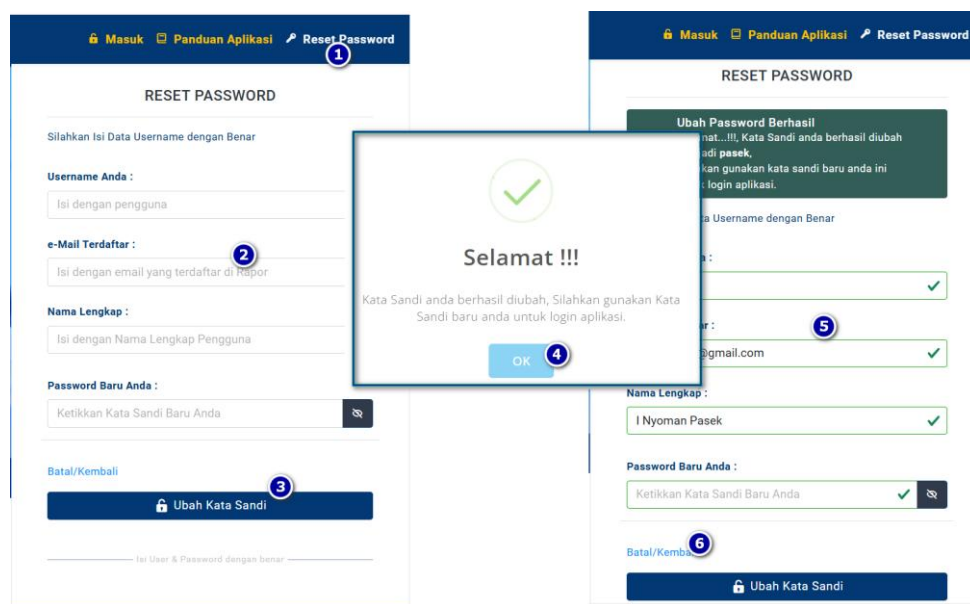 Masuk Panduan Aplikasi Reset Password
1
RESET PASSWORD
Silahkan Isi Data Username dengan Benar
Username Anda :
Isi dengan pengguna
e-Mail Terdaftar :
2
Isi dengan email yang terdaftar di Rapor
Nama Lengkap :
Isi dengan Nama Lengkap Pengguna
Password Baru Anda :
Ketikkan Kata Sandi Baru Anda
Batal/Kembali
3
Ubah Kata Sandi
Isi User & Password dengan benar
Selamat !!!
Kata Sandi anda berhasil diubah, Silahkan gunakan Kata
Sandi baru anda untuk login aplikasi.
OK 4
Masuk Panduan Aplikasi Reset Password
RESET PASSWORD
Ubah Password Berhasil
...!!!, Kata Sandi anda berhasil diubah
pasek,
gunakan kata sandi baru anda ini
login aplikasi.
Username dengan Benar
:
:
5
@gmail.com
Nama Lengkap :
I Nyoman Pasek
Password Baru Anda :
Ketikkan Kata Sandi Baru Anda
Batal/Kemba
6
Ubah Kata Sandi